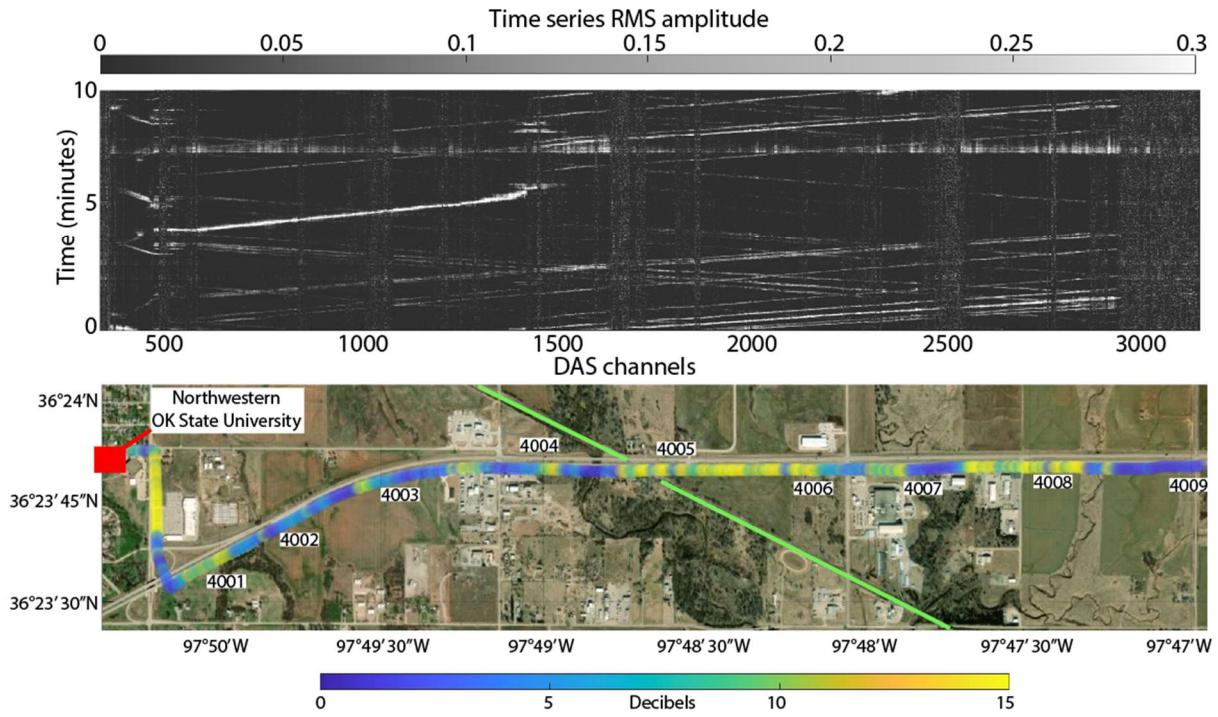 Time series RMS amplitude
0 0.05 0.1 0.15 0.2 0.25 0.3
10
5
0
Time (minutes)
500 1000 1500 2000 2500 3000
DAS channels
36°24′N
36°23′45″N
36°23′30″N
Northwestern
OK State University
4001
4002
4003
4004
4005
4006
4007
4008
4009
97°50′W 97°49′30″W 97°49′W 97°48′30″W 97°48′W 97°47′30″W 97°47′W
0 5 Decibels 10 15